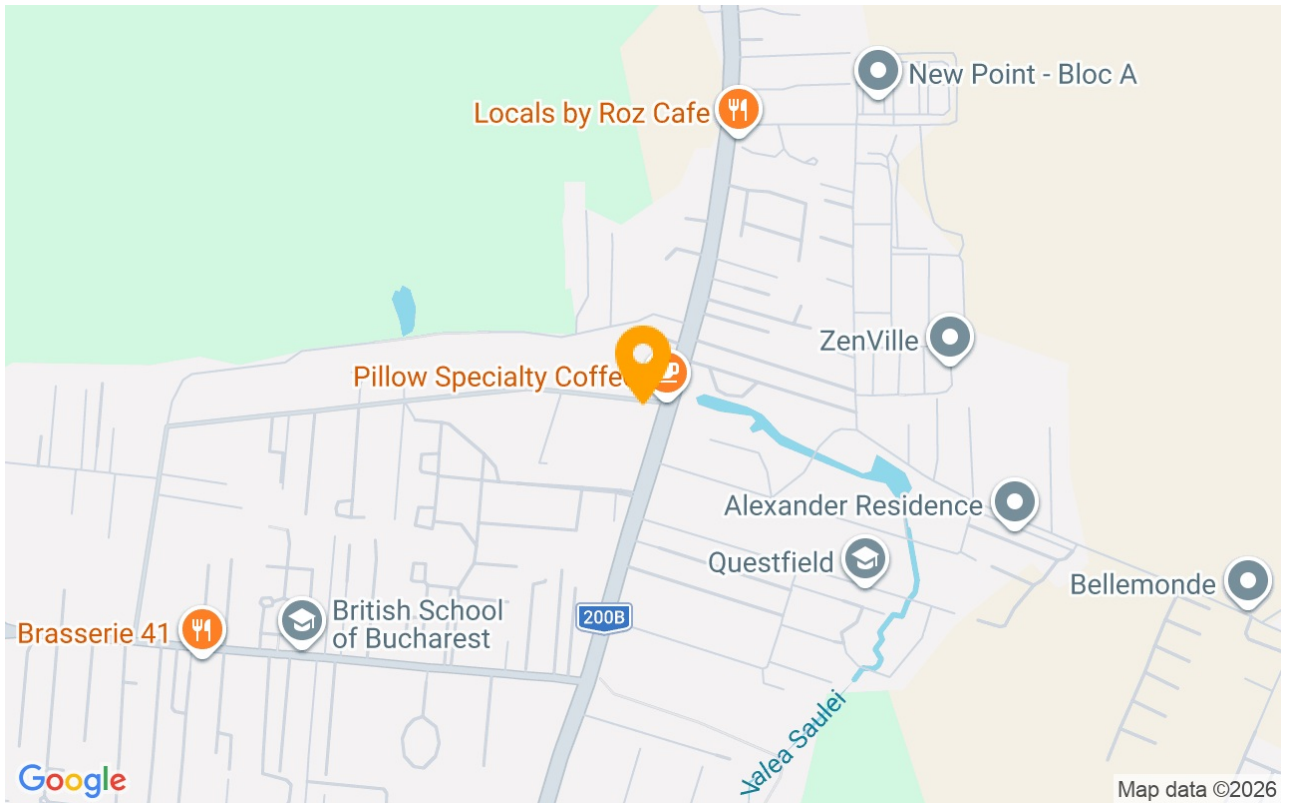 New Point - Bloc A
Locals by Roz Cafe
ZenVille
Pillow Specialty Coffe
Alexander Residence
Questfield
Bellemonde
British School
of Bucharest
200B
Brasserie 41
Valea Saulei
Google
Map data ©2026